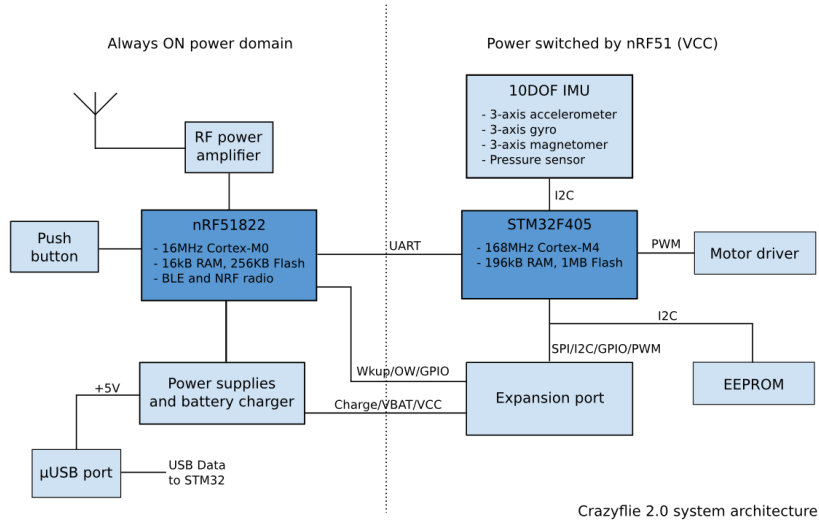 Always ON power domain
Power switched by nRF51 (VCC)
10DOF IMU
- 3-axis accelerometer
- 3-axis gyro
- 3-axis magnetomer
- Pressure sensor
RF power
amplifier
I2C
nRF51822
- 16MHz Cortex-M0
- 16kB RAM, 256KB Flash
- BLE and NRF radio
STM32F405
- 168MHz Cortex-M4
- 196kB RAM, 1MB Flash
Push
button
UART
PWM
Motor driver
I2C
SPI/I2C/GPIO/PWM
Wkup/OW/GPIO
Power supplies
and battery charger
+5V
Charge/VBAT/VCC
Expansion port
EEPROM
µUSB port
USB Data
to STM32
Crazyflie 2.0 system architecture